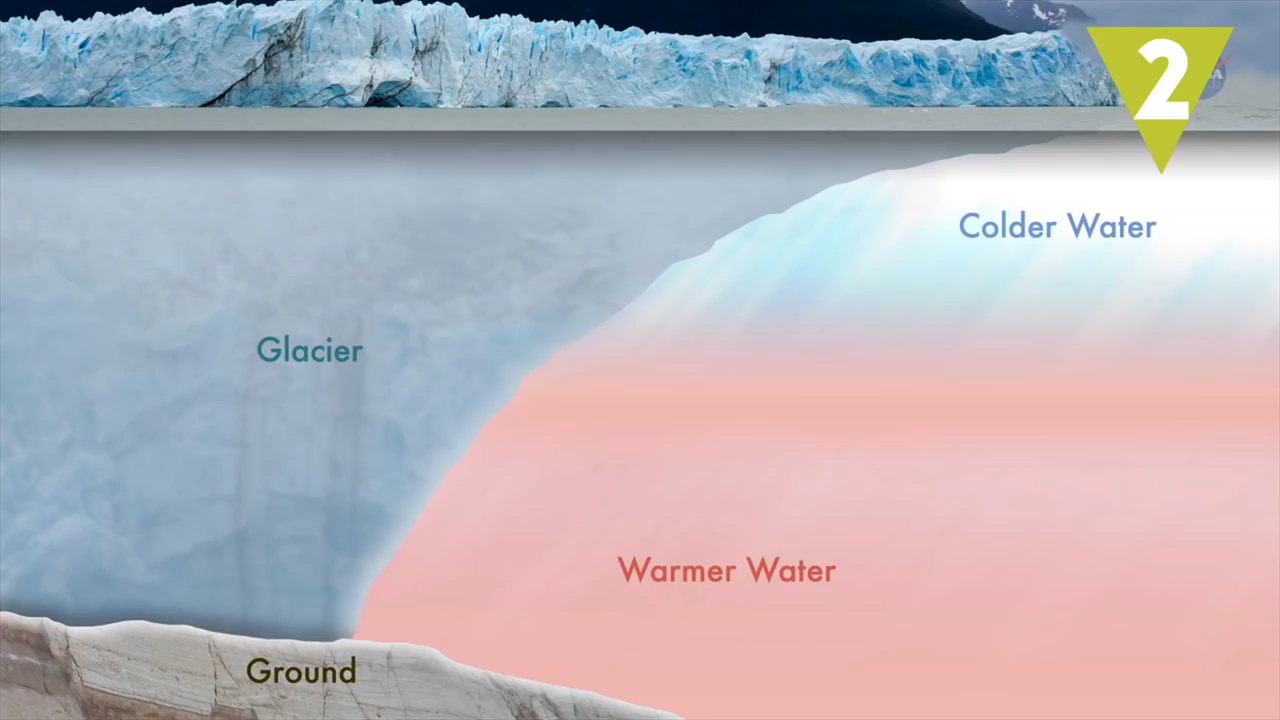 2
Colder Water
Glacier
Warmer Water
Ground